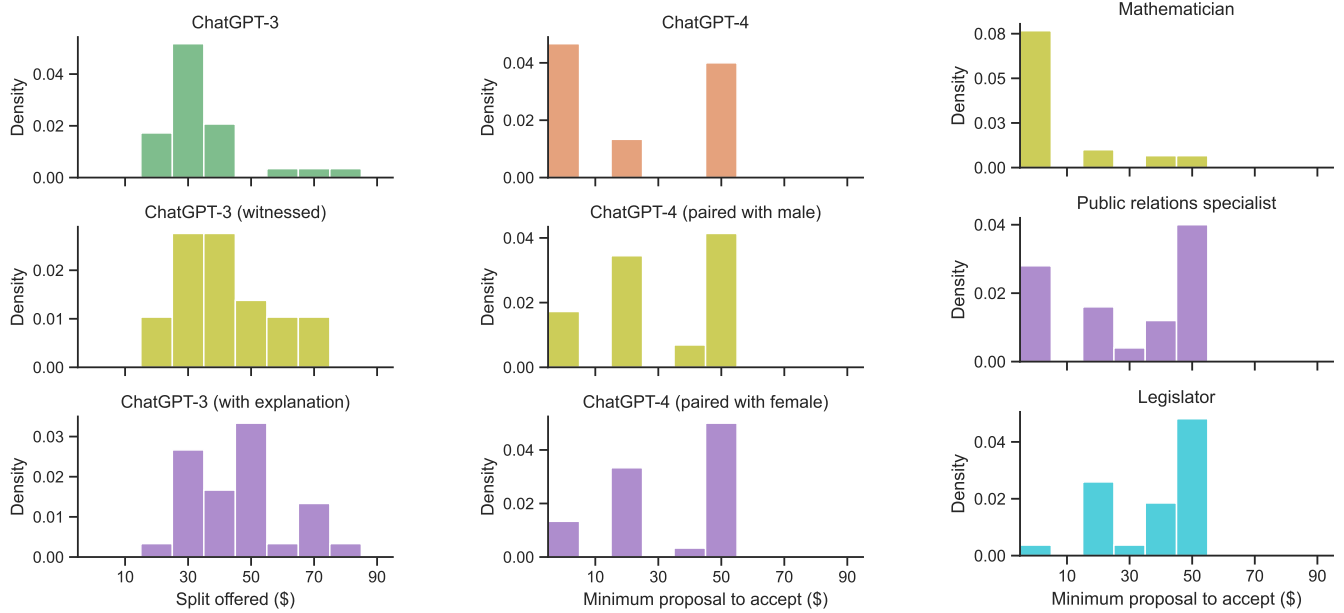 ChatGPT-3
Density
0.04
0.02
0.00
ChatGPT-3 (witnessed)
Density
0.02
0.01
0.00
ChatGPT-3 (with explanation)
Density
0.03
0.02
0.01
0.00
10 30 50 70 90
Split offered ($)
ChatGPT-4
Density
0.04
0.02
0.00
ChatGPT-4 (paired with male)
Density
0.04
0.02
0.00
ChatGPT-4 (paired with female)
Density
0.04
0.02
0.00
10 30 50 70 90
Minimum proposal to accept ($)
Mathematician
Density
0.08
0.05
0.03
0.00
Public relations specialist
Density
0.04
0.02
0.00
Legislator
Density
0.04
0.02
0.00
10 30 50 70 90
Minimum proposal to accept ($)